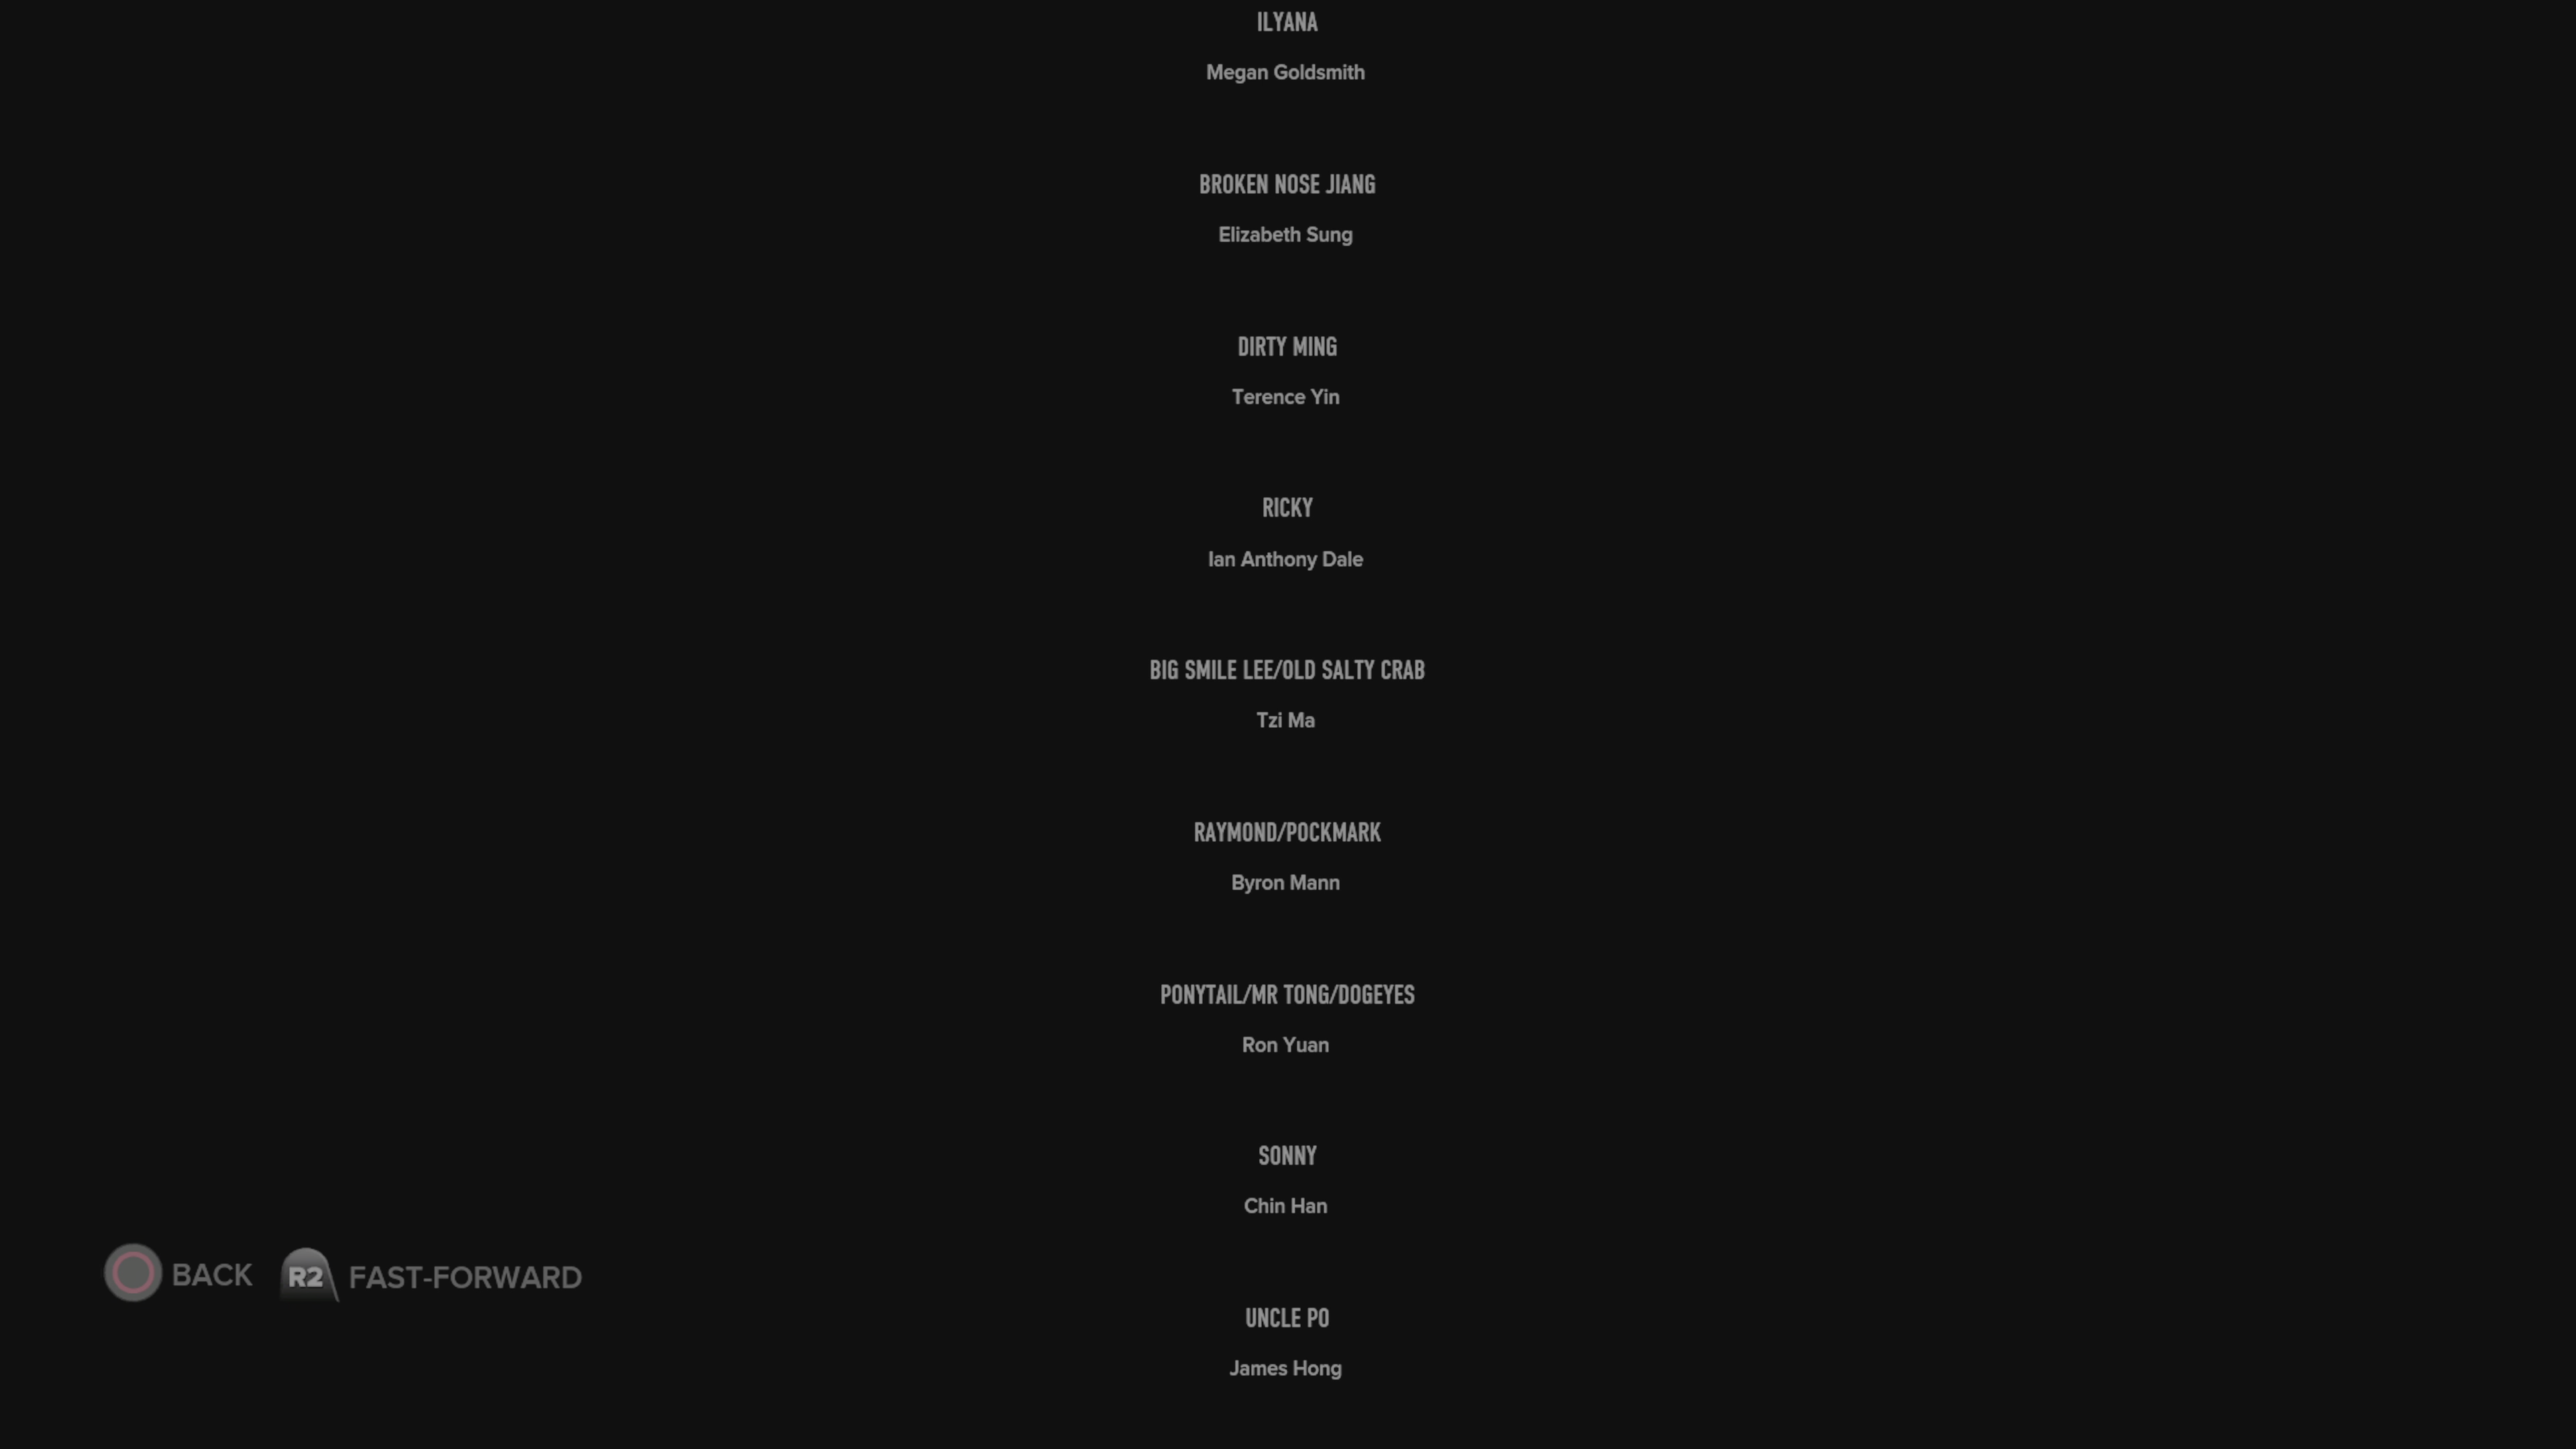 ILYANA
Megan Goldsmith
BROKEN NOSE JIANG
Elizabeth Sung
DIRTY MING
Terence Yin
RICKY
Ian Anthony Dale
BIG SMILE LEE/OLD SALTY CRAB
Tzi Ma
RAYMOND/POCKMARK
Byron Mann
PONYTAIL/MR TONG/DOGEYES
Ron Yuan
SONNY
Chin Han
BACK R2 FAST-FORWARD
UNCLE PO
James Hong